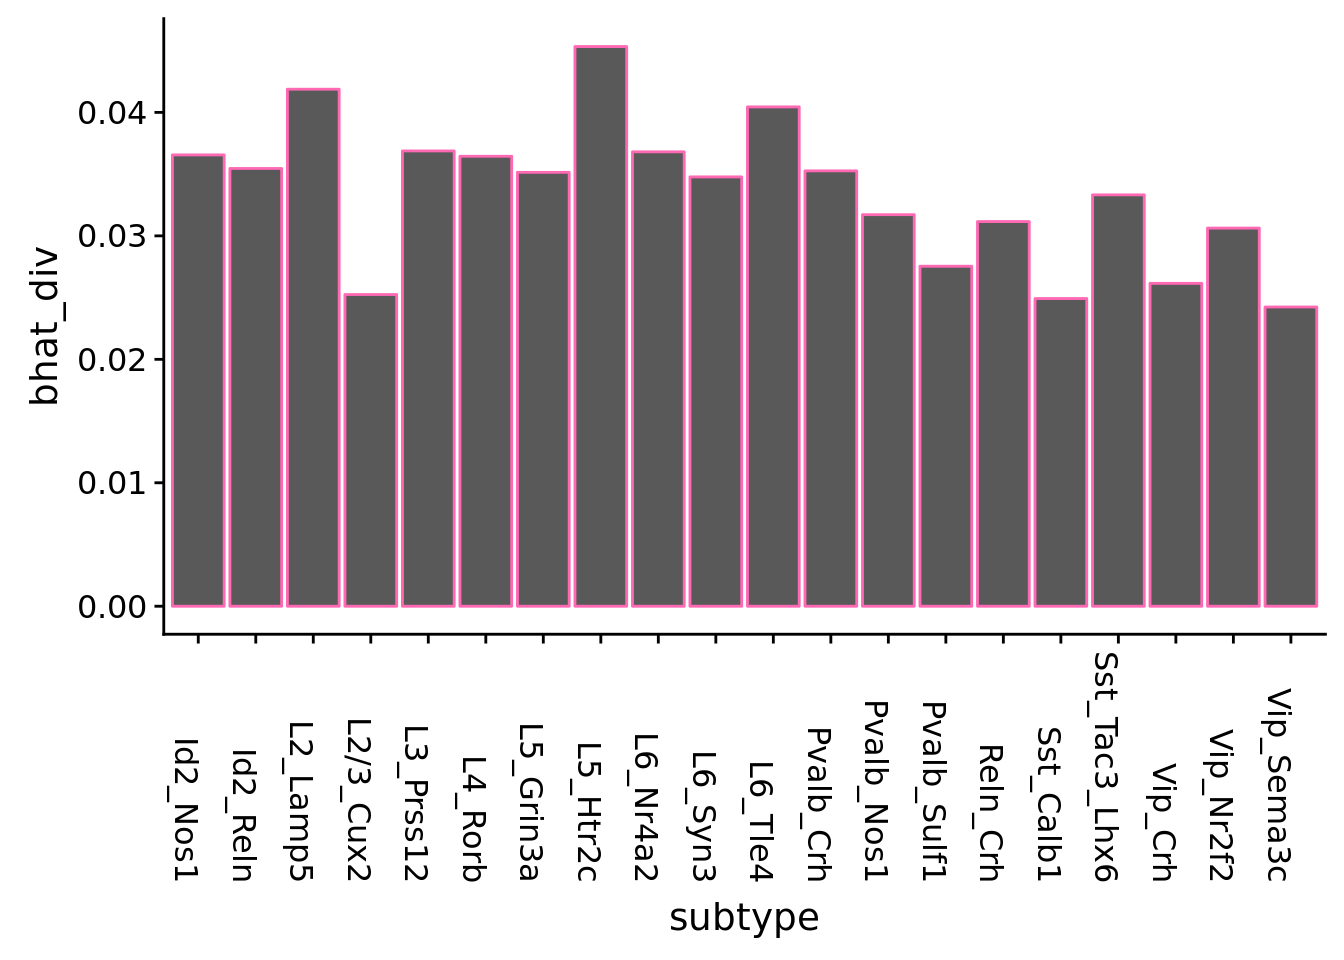 bhat_div
0.04
0.03
0.02
0.01
0.00
Id2_Nos1
Id2_Reln
L2_Lamp5
L2/3_Cux2
L3_Prss12
L4_Rorb
L5_Grin3a
L5_Htr2c
L6_Nr4a2
L6_Syn3
L6_Tle4
Pvalb_Crh
Pvalb_Nos1
Pvalb_Sulf1
Reln_Crh
Sst_Calb1
Sst_Tac3_Lhx6
Vip_Crh
Vip_Nr2f2
Vip_Sema3c
subtype